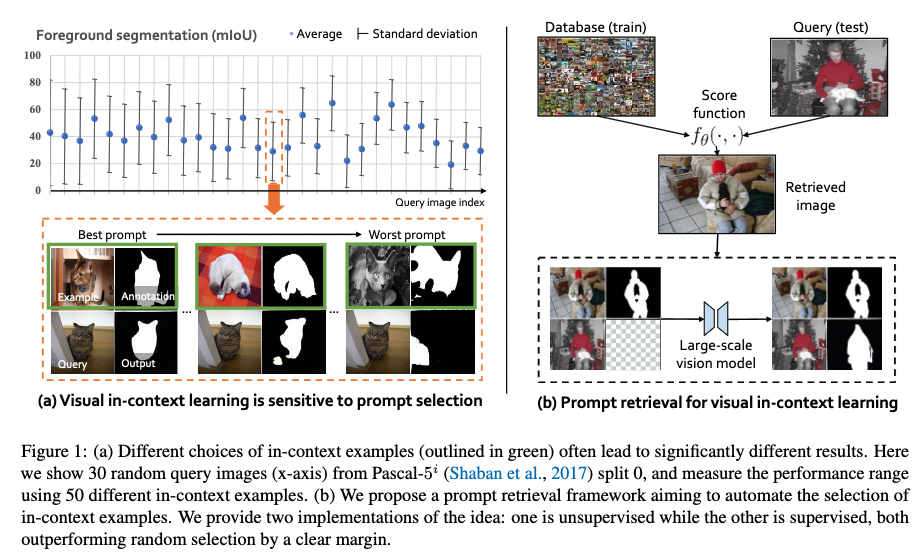 Foreground segmentation (mIoU)
Average
Standard deviation
100
80
60
40
20
0
Query image index
Best prompt
Worst prompt
Example
Annotation
...
...
Query
Output
(a) Visual in-context learning is sensitive to prompt selection
Database (train)
Query (test)
Score
function
fθ(·, ·)
Retrieved
image
Large-scale
vision model
(b) Prompt retrieval for visual in-context learning
Figure 1: (a) Different choices of in-context examples (outlined in green) often lead to significantly different results. Here
we show 30 random query images (x-axis) from Pascal-5ⁱ (Shaban et al., 2017) split 0, and measure the performance range
using 50 different in-context examples. (b) We propose a prompt retrieval framework aiming to automate the selection of
in-context examples. We provide two implementations of the idea: one is unsupervised while the other is supervised, both
outperforming random selection by a clear margin.